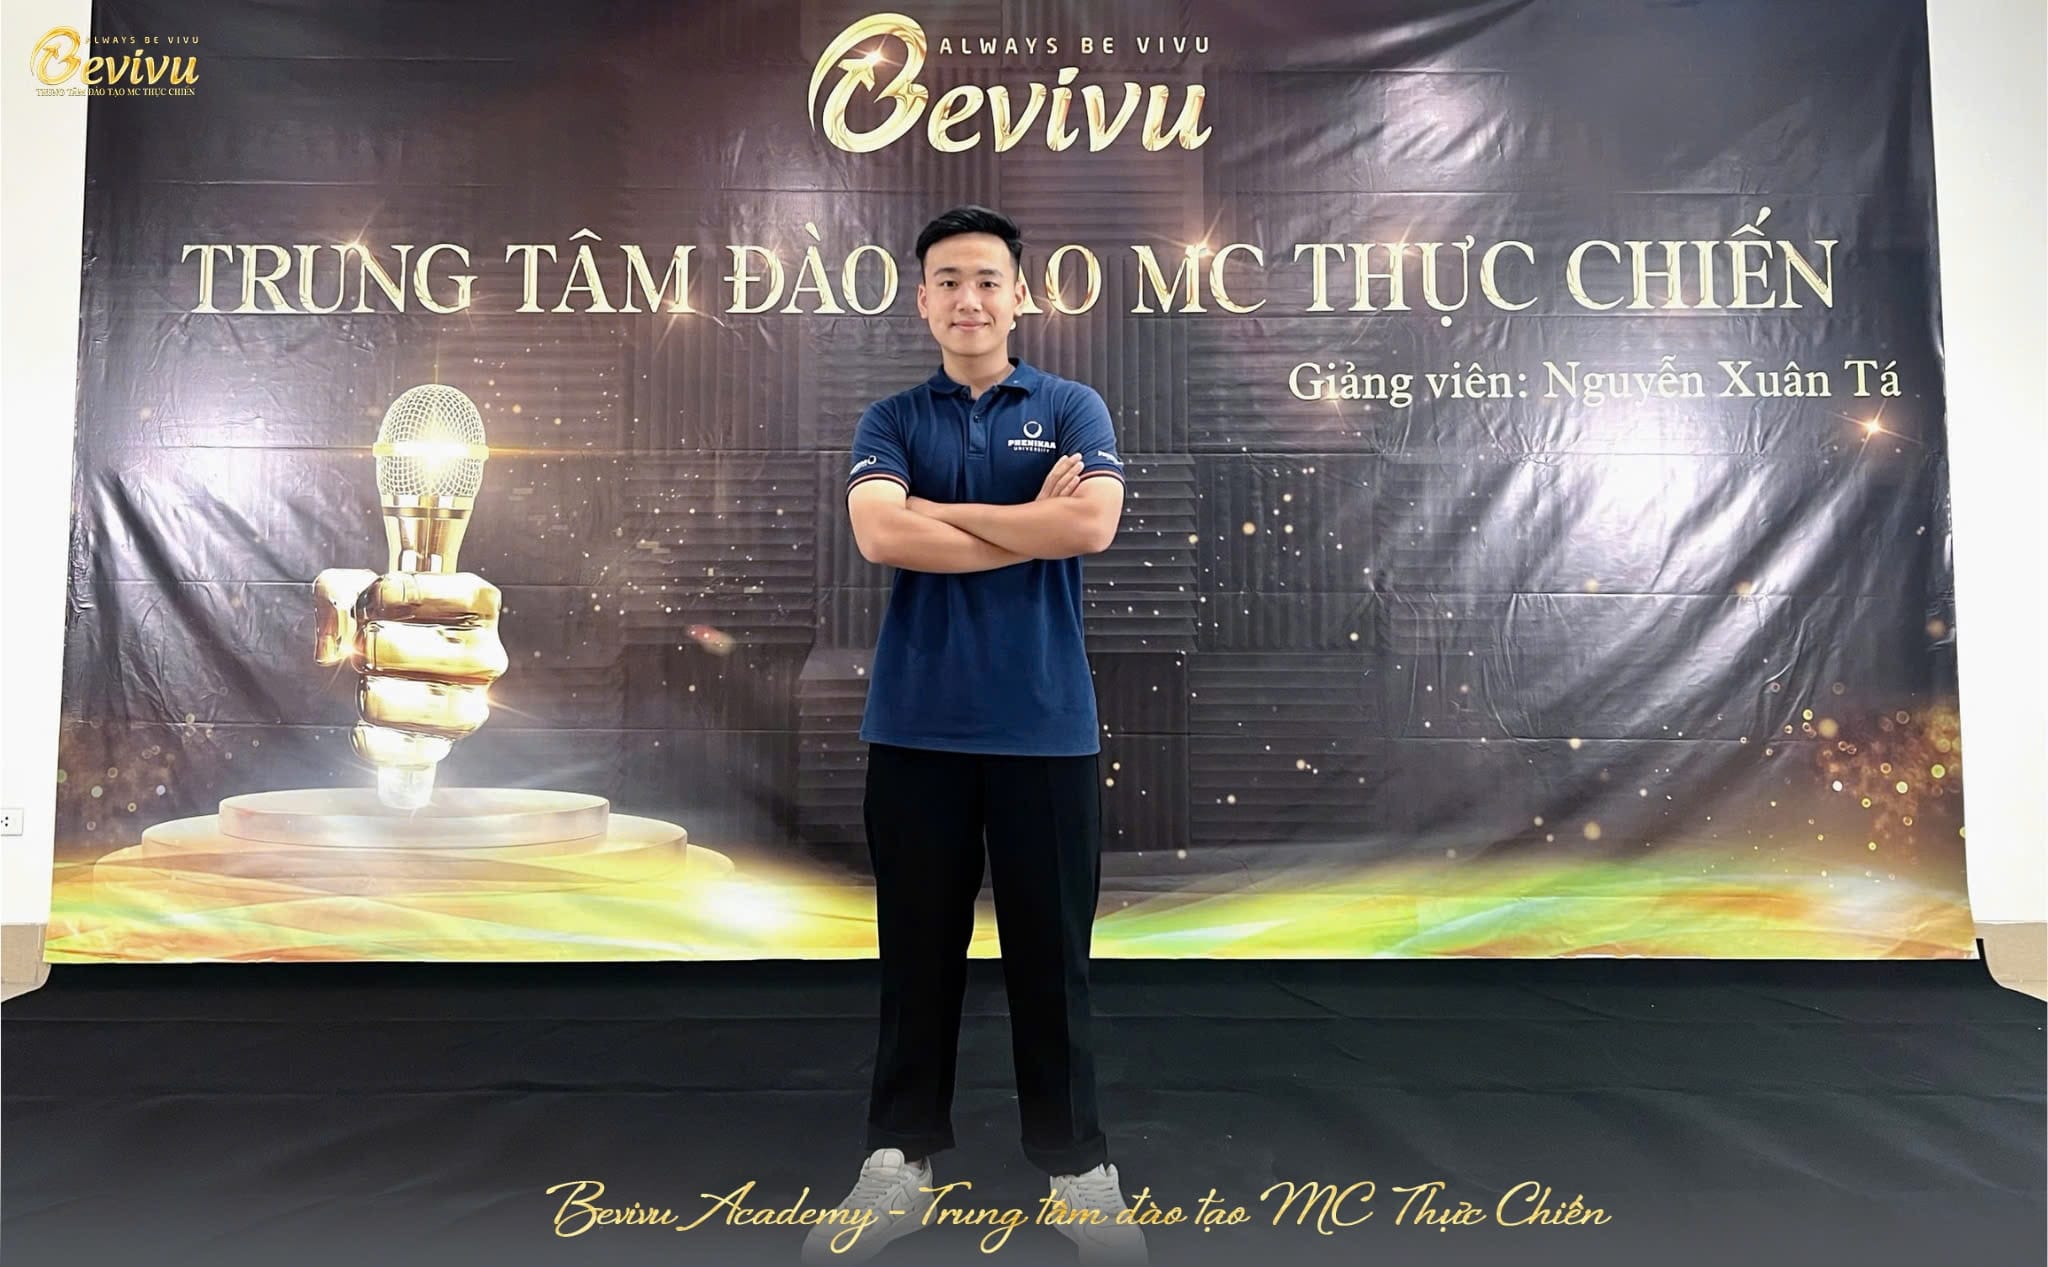 ALWAYS BE VIVU
Bevivu
TRUNG TÂM ĐÀO TẠO MC THỰC CHIẾN
ALWAYS BE VIVU
Bevivu
TRUNG TÂM ĐÀO ẠO MC THỰC CHIẾN
Giảng viên: Nguyễn Xuân Tá
PHENIKAA
UNIVERSITY
Bevivu Academy - Trung tâm đào tạo MC Thực Chiến